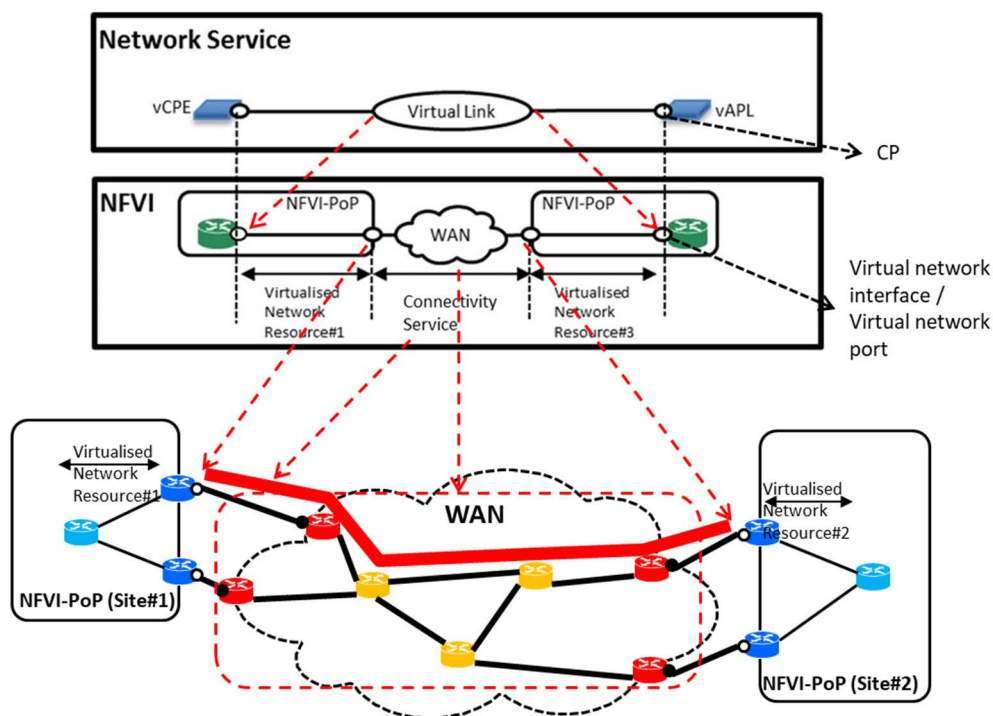 Network Service
vCPE
Virtual Link
vAPL
CP
NFVI
NFVI-PoP
WAN
NFVI-PoP
Virtualised
Network
Resource#1
Connectivity
Service
Virtualised
Network
Resource#3
Virtual network
interface /
Virtual network
port
Virtualised
Network
Resource#1
WAN
Virtualised
Network
Resource#2
NFVI-PoP (Site#1)
NFVI-PoP (Site#2)